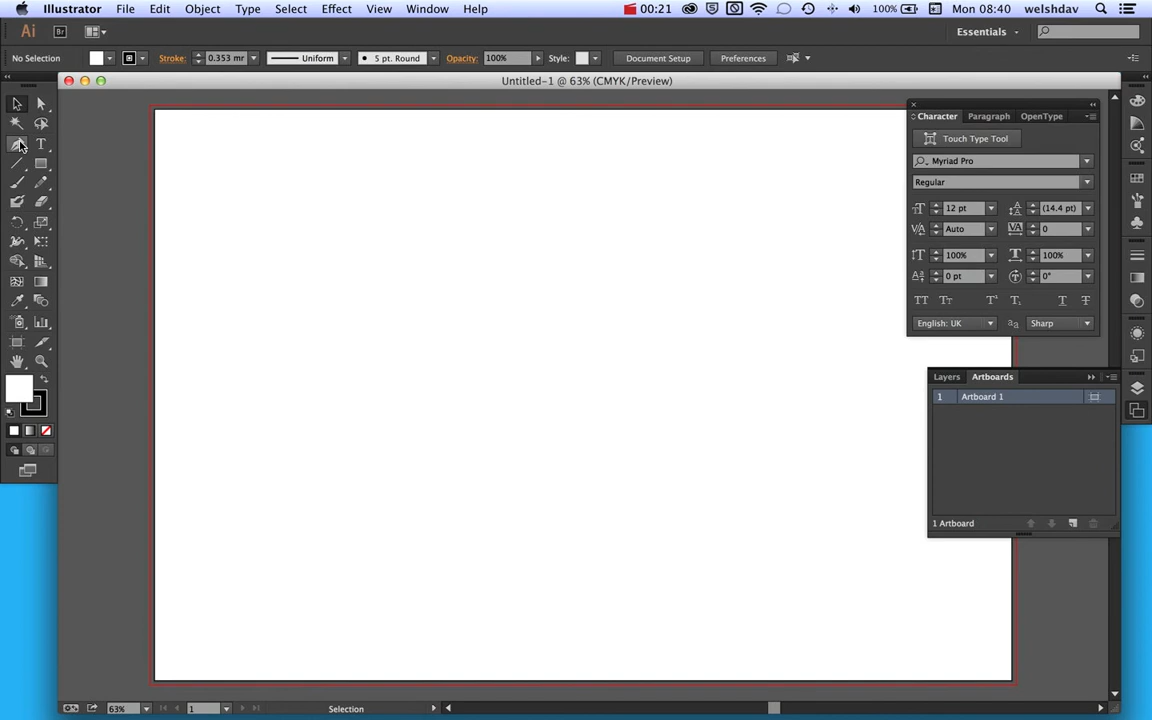 Illustrator File Edit Object Type Select Effect View Window Help 00:21 100% Mon 08:40 welshdav
Ai Br Essentials
No Selection Stroke: 0.353 mr Uniform 5 pt. Round Opacity: 100% Style: Document Setup Preferences
Untitled-1 @ 63% (CMYK/Preview)
Character Paragraph OpenType
Touch Type Tool
Myriad Pro
Regular
12 pt (14.4 pt)
Auto 0
100% 100%
0 pt 0°
English: UK Sharp
Layers Artboards
1 Artboard 1
1 Artboard
63% 1 Selection